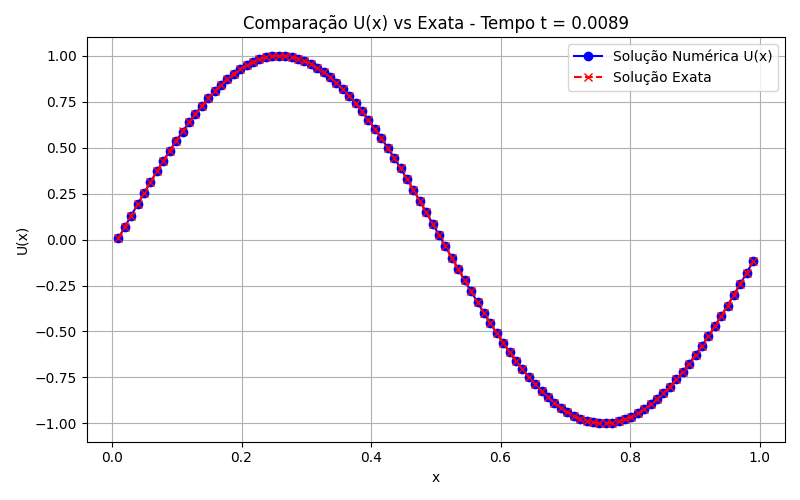 Comparação U(x) vs Exata - Tempo t = 0.0089
Solução Numérica U(x)
Solução Exata
1.00
0.75
0.50
0.25
0.00
−0.25
−0.50
−0.75
−1.00
U(x)
0.0 0.2 0.4 0.6 0.8 1.0
x